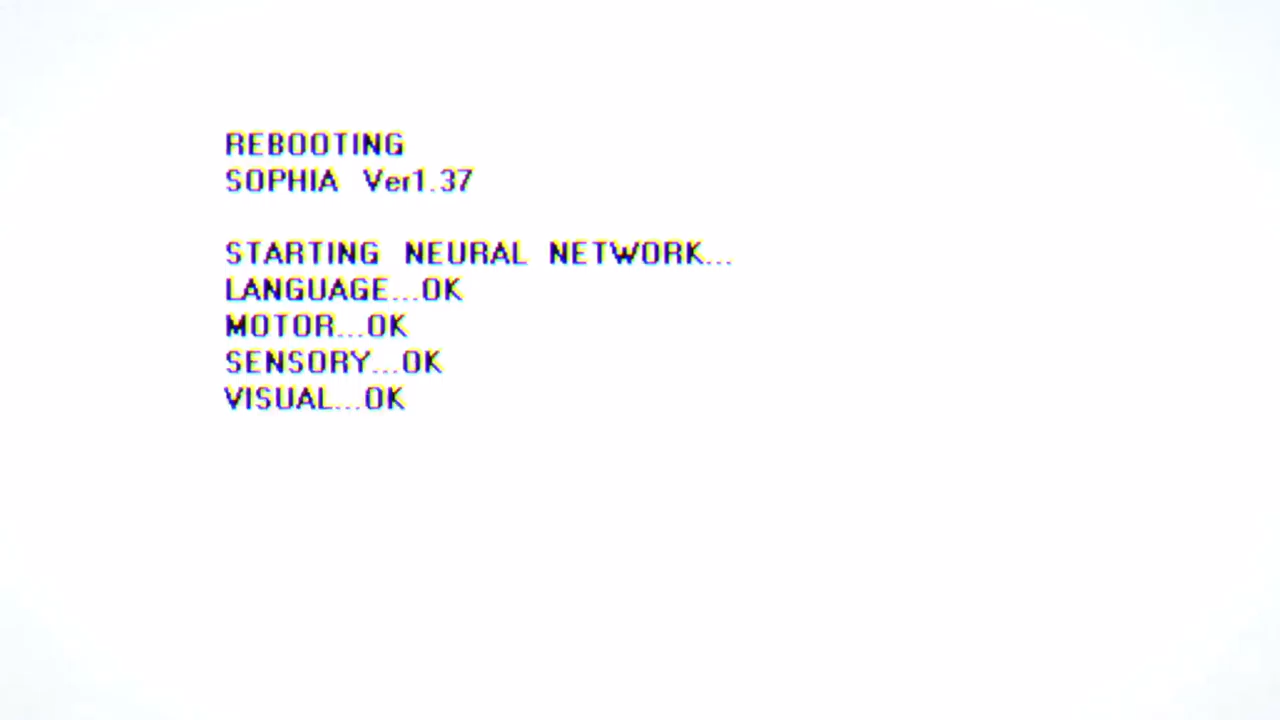 REBOOTING
SOPHIA Ver1.37
STARTING NEURAL NETWORK...
LANGUAGE...OK
MOTOR...OK
SENSORY...OK
VISUAL...OK